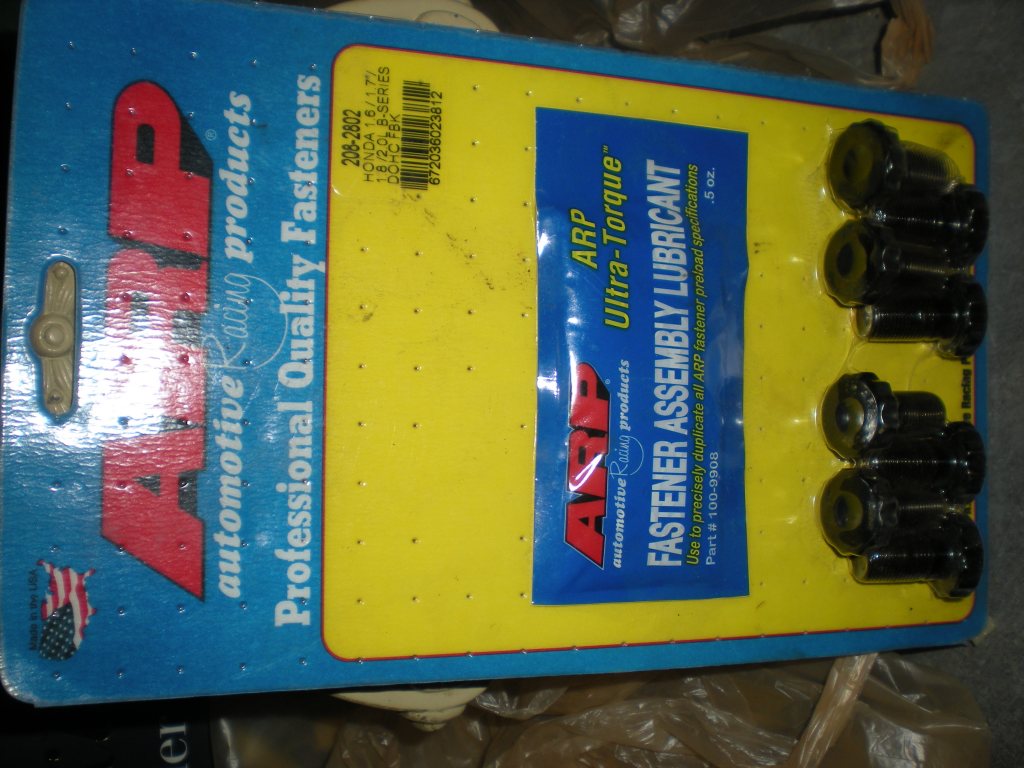 ARP®
automotive Racing products
Professional Quality Fasteners
Made in the USA
208-2802
HONDA 1.6 / 1.7"/
1.8 /2.0L B-SERIES
DOHC FBK
672036023812
ARP
Ultra-Torque™
ARP
automotive Racing products
FASTENER ASSEMBLY LUBRICANT
Use to precisely duplicate all ARP fastener preload specifications
Part # 100-9908
.5 oz.
Racing